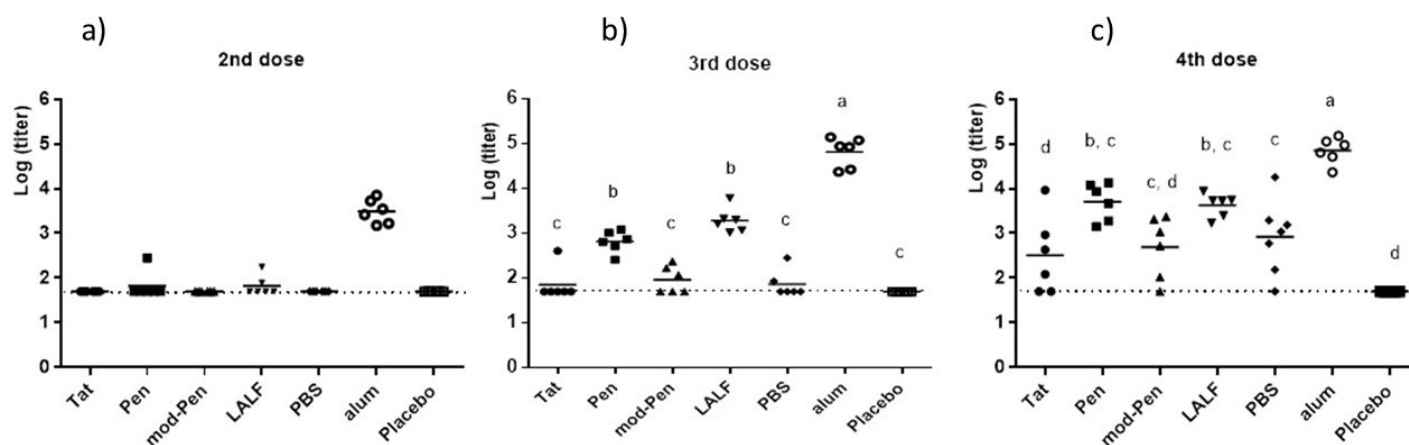 a)
2nd dose
Log (titer)
6
5
4
3
2
1
0
Tat
Pen
mod-Pen
LALF
PBS
alum
Placebo
b)
3rd dose
Log (titer)
6
5
4
3
2
1
0
a
b
b
c
c
c
c
Tat
Pen
mod-Pen
LALF
PBS
alum
Placebo
c)
4th dose
Log (titer)
6
5
4
3
2
1
0
a
b, c
b, c
c
d
c, d
d
Tat
Pen
mod-Pen
LALF
PBS
alum
Placebo